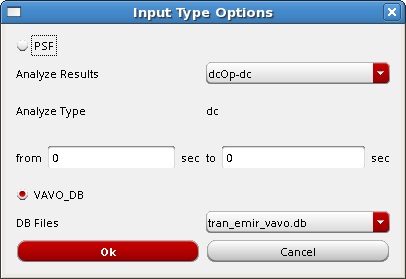 Input Type Options
PSF
Analyze Results dcOp-dc
Analyze Type dc
from 0 sec to 0 sec
VAVO_DB
DB Files tran_emir_vavo.db
Ok Cancel